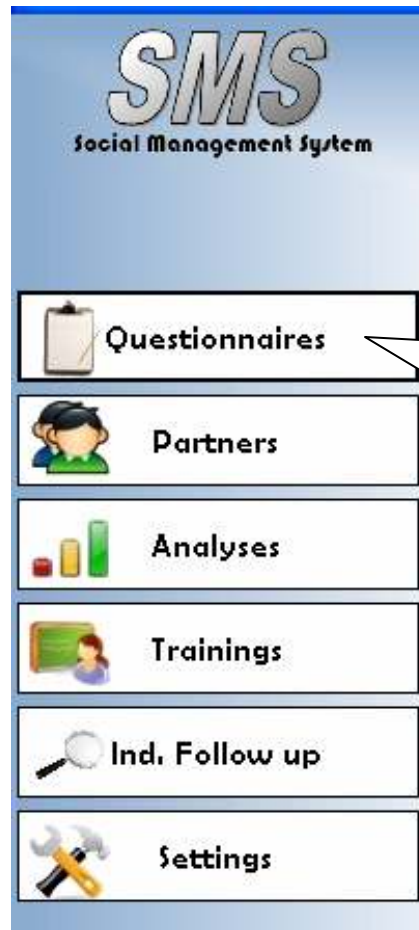 SMS
Social Management System
Questionnaires
Partners
Analyses
Trainings
Ind. Follow up
Settings